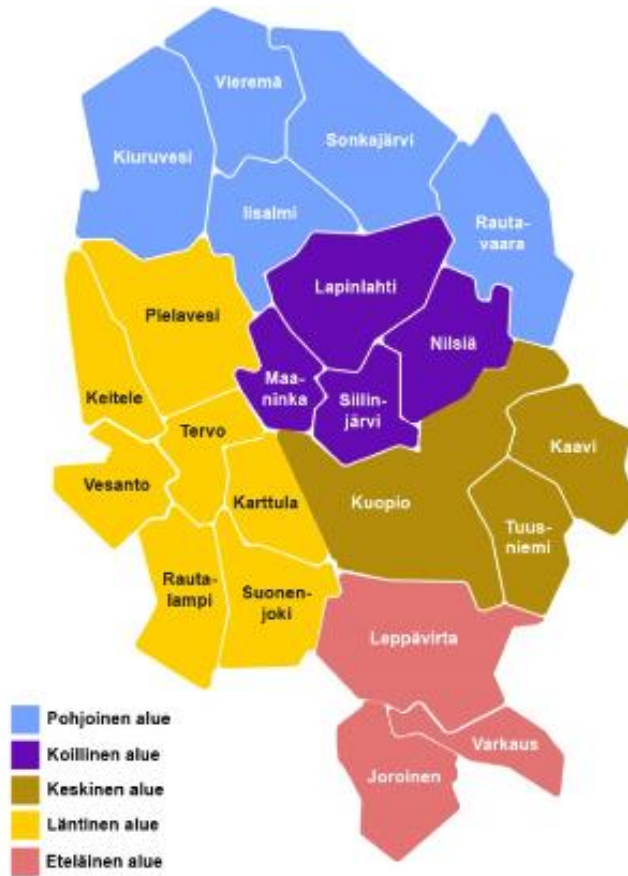 Vieremä
Sonkajärvi
Kiuruvesi
Iisalmi
Rauta-
vaara
Lapinlahti
Pielavesi
Nilsiä
Maa-
ninka
Siilin-
järvi
Keitele
Tervo
Kaavi
Vesanto
Karttula
Kuopio
Tuus-
niemi
Rauta-
lampi
Suonen-
joki
Leppävirta
Varkaus
Joroinen
Pohjoinen alue
Koillinen alue
Keskinen alue
Läntinen alue
Eteläinen alue